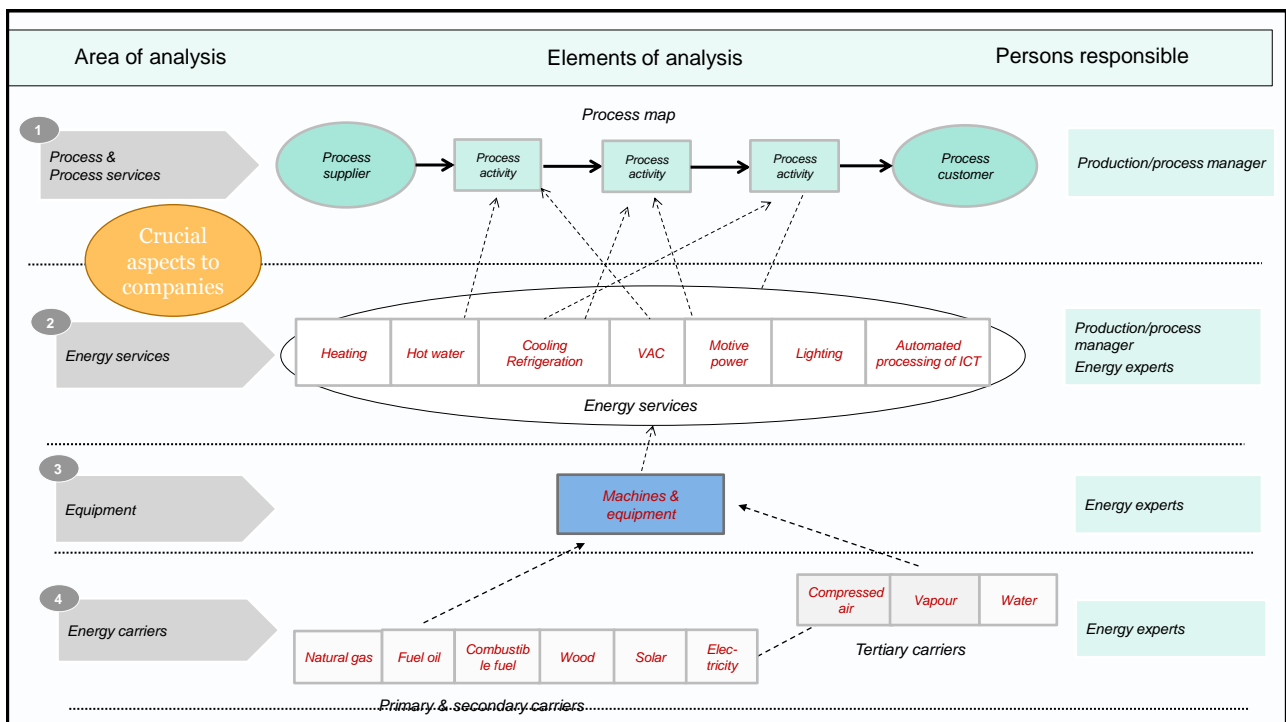 Area of analysis
Elements of analysis
Persons responsible
Process map
1
Process &
Process services
Process
supplier
Process
activity
Process
activity
Process
activity
Process
customer
Production/process manager
Crucial
aspects to
companies
2
Energy services
Heating
Hot water
Cooling
Refrigeration
VAC
Motive
power
Lighting
Automated
processing of ICT
Energy services
Production/process
manager
Energy experts
3
Equipment
Machines &
equipment
Energy experts
4
Energy carriers
Compressed
air
Vapour
Water
Tertiary carriers
Natural gas
Fuel oil
Combustib
le fuel
Wood
Solar
Elec-
tricity
Primary & secondary carriers
Energy experts